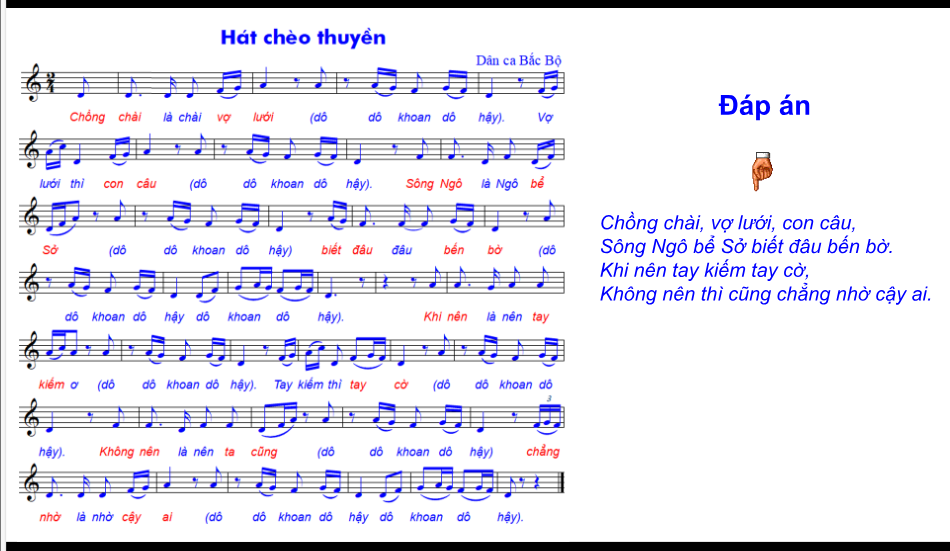 Hát chèo thuyền
Dân ca Bắc Bộ
2
4
Chồng chài là chài vợ lưới (dô dô khoan dô hậy). Vợ
lưới thì con câu (dô dô khoan dô hậy). Sông Ngô là Ngô bể
Sở (dô dô khoan dô hậy) biết đâu đâu bến bờ (dô
dô khoan dô hậy dô khoan dô hậy). Khi nên là nên tay
kiếm ơ (dô dô khoan dô hậy). Tay kiếm thì tay cờ (dô dô khoan dô
3
hậy). Không nên là nên ta cũng (dô dô khoan dô hậy) chẳng
nhờ là nhờ cậy ai (dô dô khoan dô hậy dô khoan dô hậy).
Đáp án
Chồng chài, vợ lưới, con câu,
Sông Ngô bể Sở biết đâu bến bờ.
Khi nên tay kiếm tay cờ,
Không nên thì cũng chẳng nhờ cậy ai.